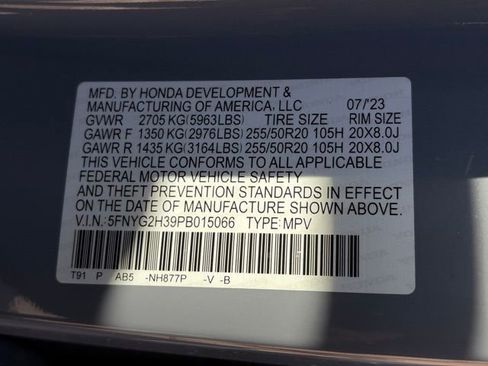 MFD. BY HONDA DEVELOPMENT &
MANUFACTURING OF AMERICA, LLC 07/'23
GVWR 2705 KG(5963LBS) TIRE SIZE RIM SIZE
GAWR F 1350 KG(2976LBS) 255/50R20 105H 20X8.0J
GAWR R 1435 KG(3164LBS) 255/50R20 105H 20X8.0J
THIS VEHICLE CONFORMS TO ALL APPLICABLE
FEDERAL MOTOR VEHICLE SAFETY
AND THEFT PREVENTION STANDARDS IN EFFECT
ON THE DATE OF MANUFACTURE SHOWN ABOVE.
V.I.N.:5FNYG2H39PB015066 TYPE: MPV
T91 P AB5 -NH877P -V -B